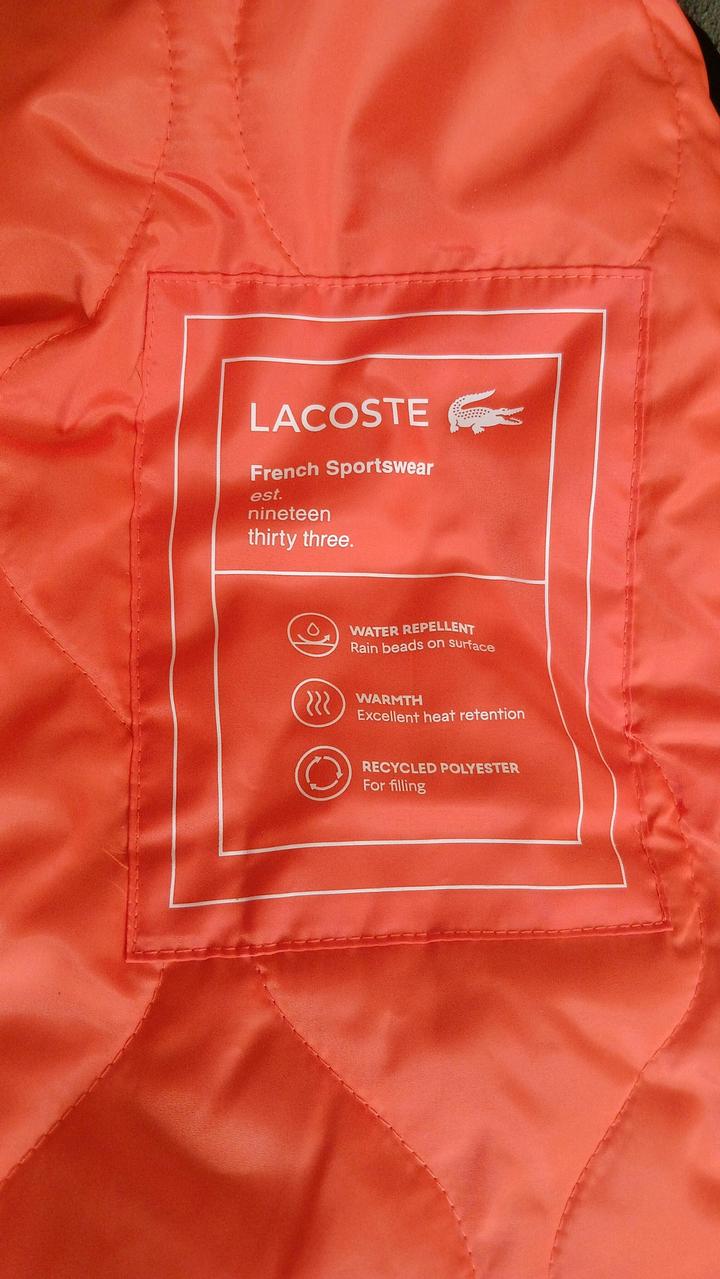 LACOSTE
French Sportswear
est.
nineteen
thirty three.
WATER REPELLENT
Rain beads on surface
WARMTH
Excellent heat retention
RECYCLED POLYESTER
For filling